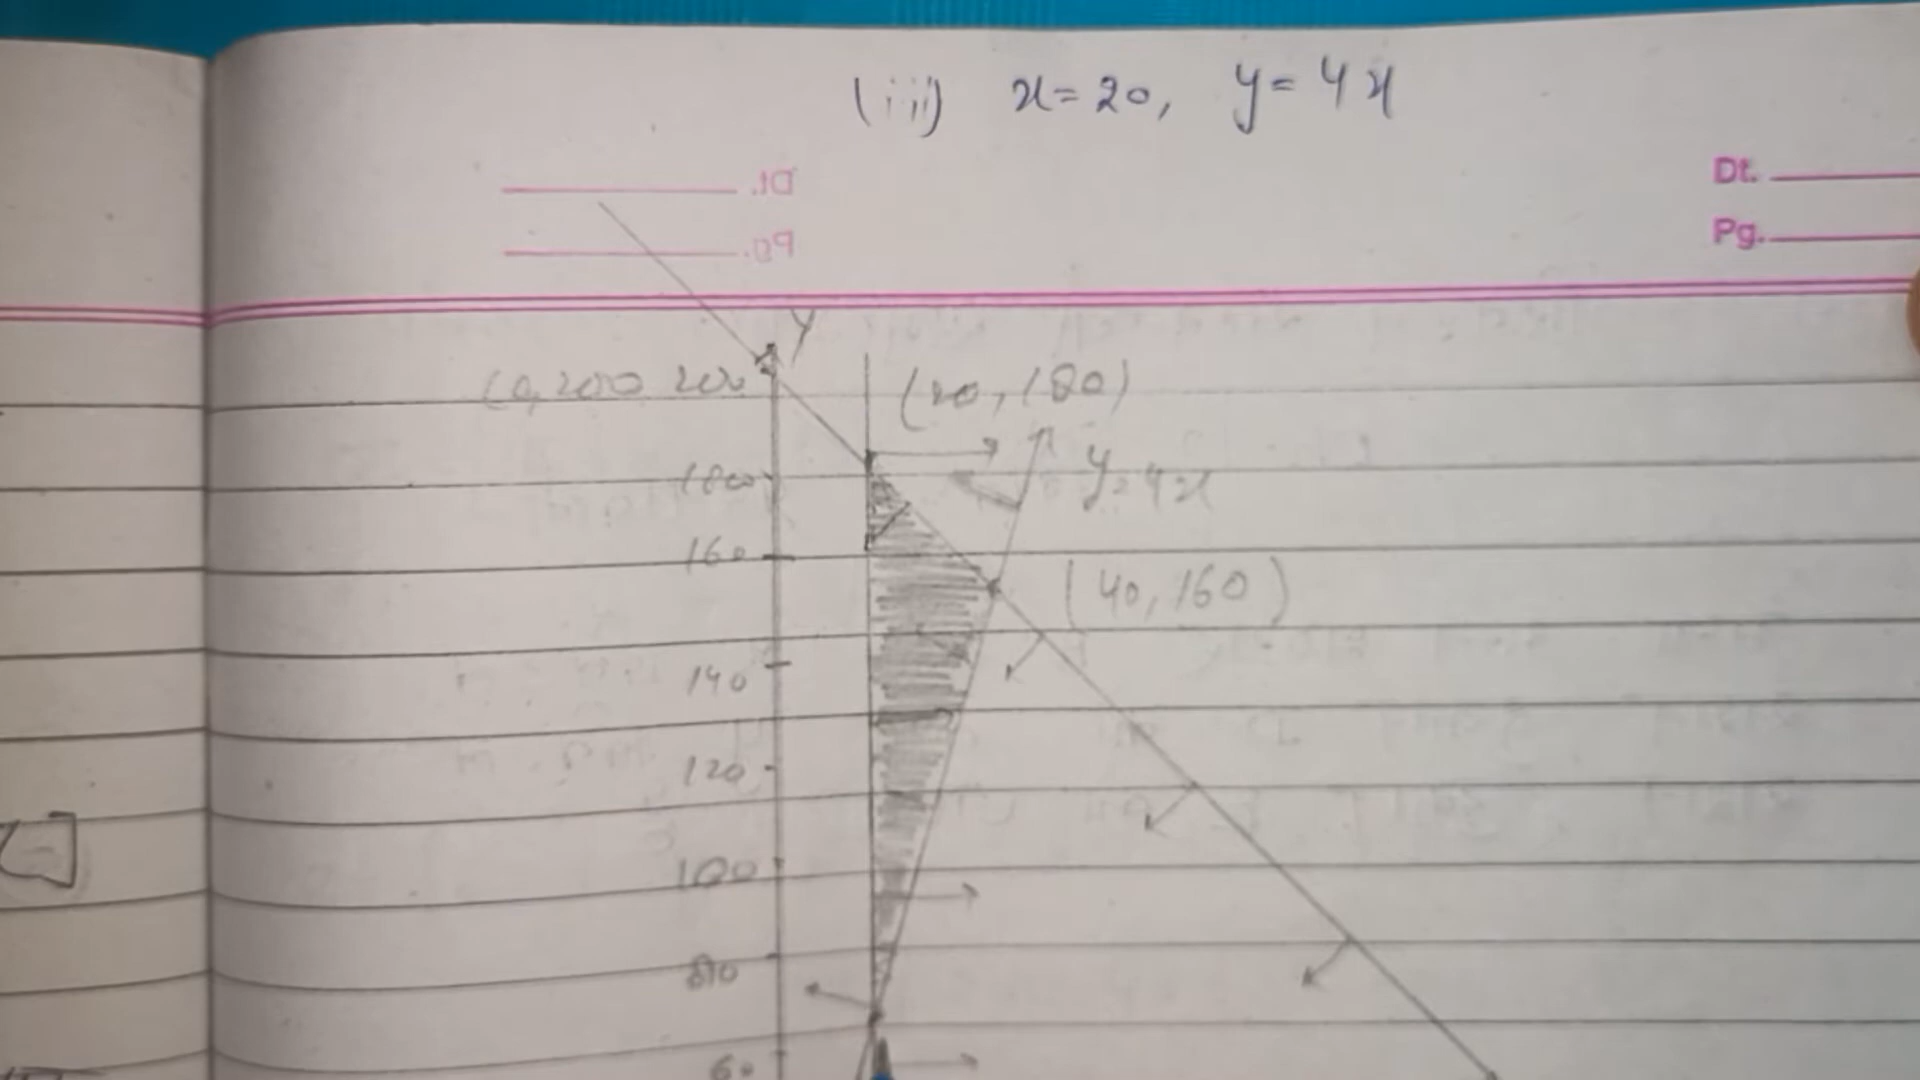 (iii) x=20, y=4x
Dt.
Pg.
Y
(0,200 200 (20,180)
180 y=4x
160
(40,160)
140
120
100
80
60